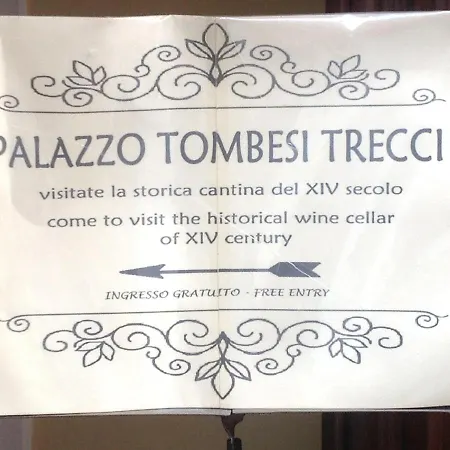 PALAZZO TOMBESI TRECCI
visitate la storica cantina del XIV secolo
come to visit the historical wine cellar
of XIV century
INGRESSO GRATUITO - FREE ENTRY